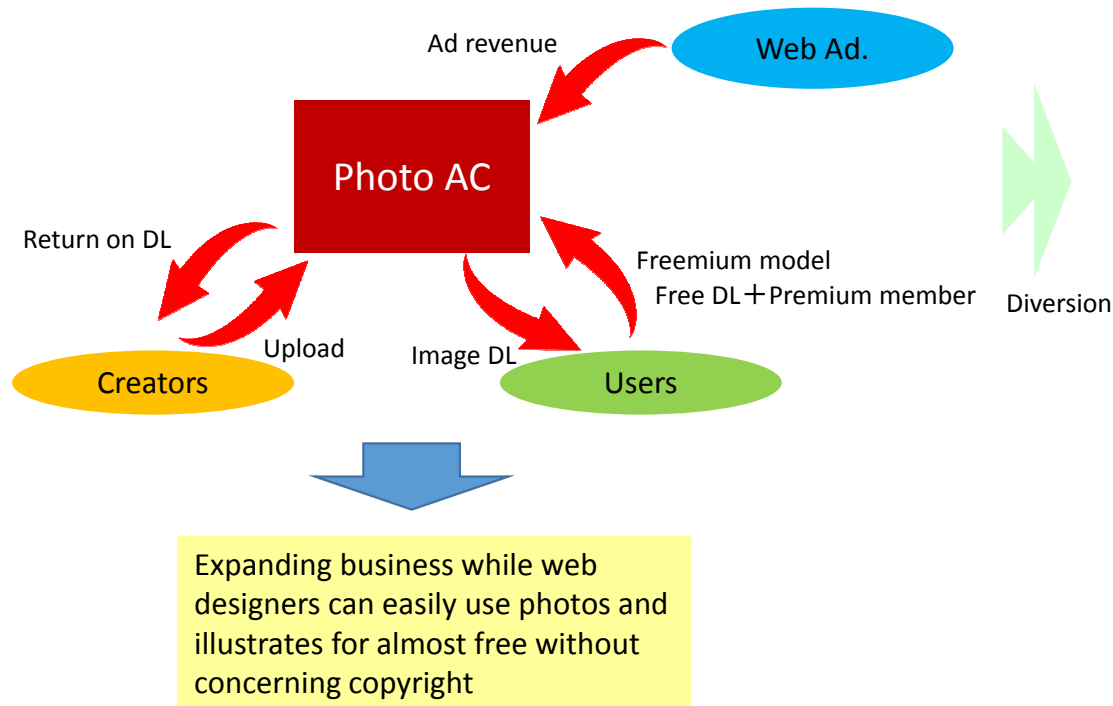 Ad revenue
Web Ad.
Photo AC
Return on DL
Freemium model
Free DL＋Premium member
Diversion
Upload
Image DL
Creators
Users
Expanding business while web
designers can easily use photos and
illustrates for almost free without
concerning copyright